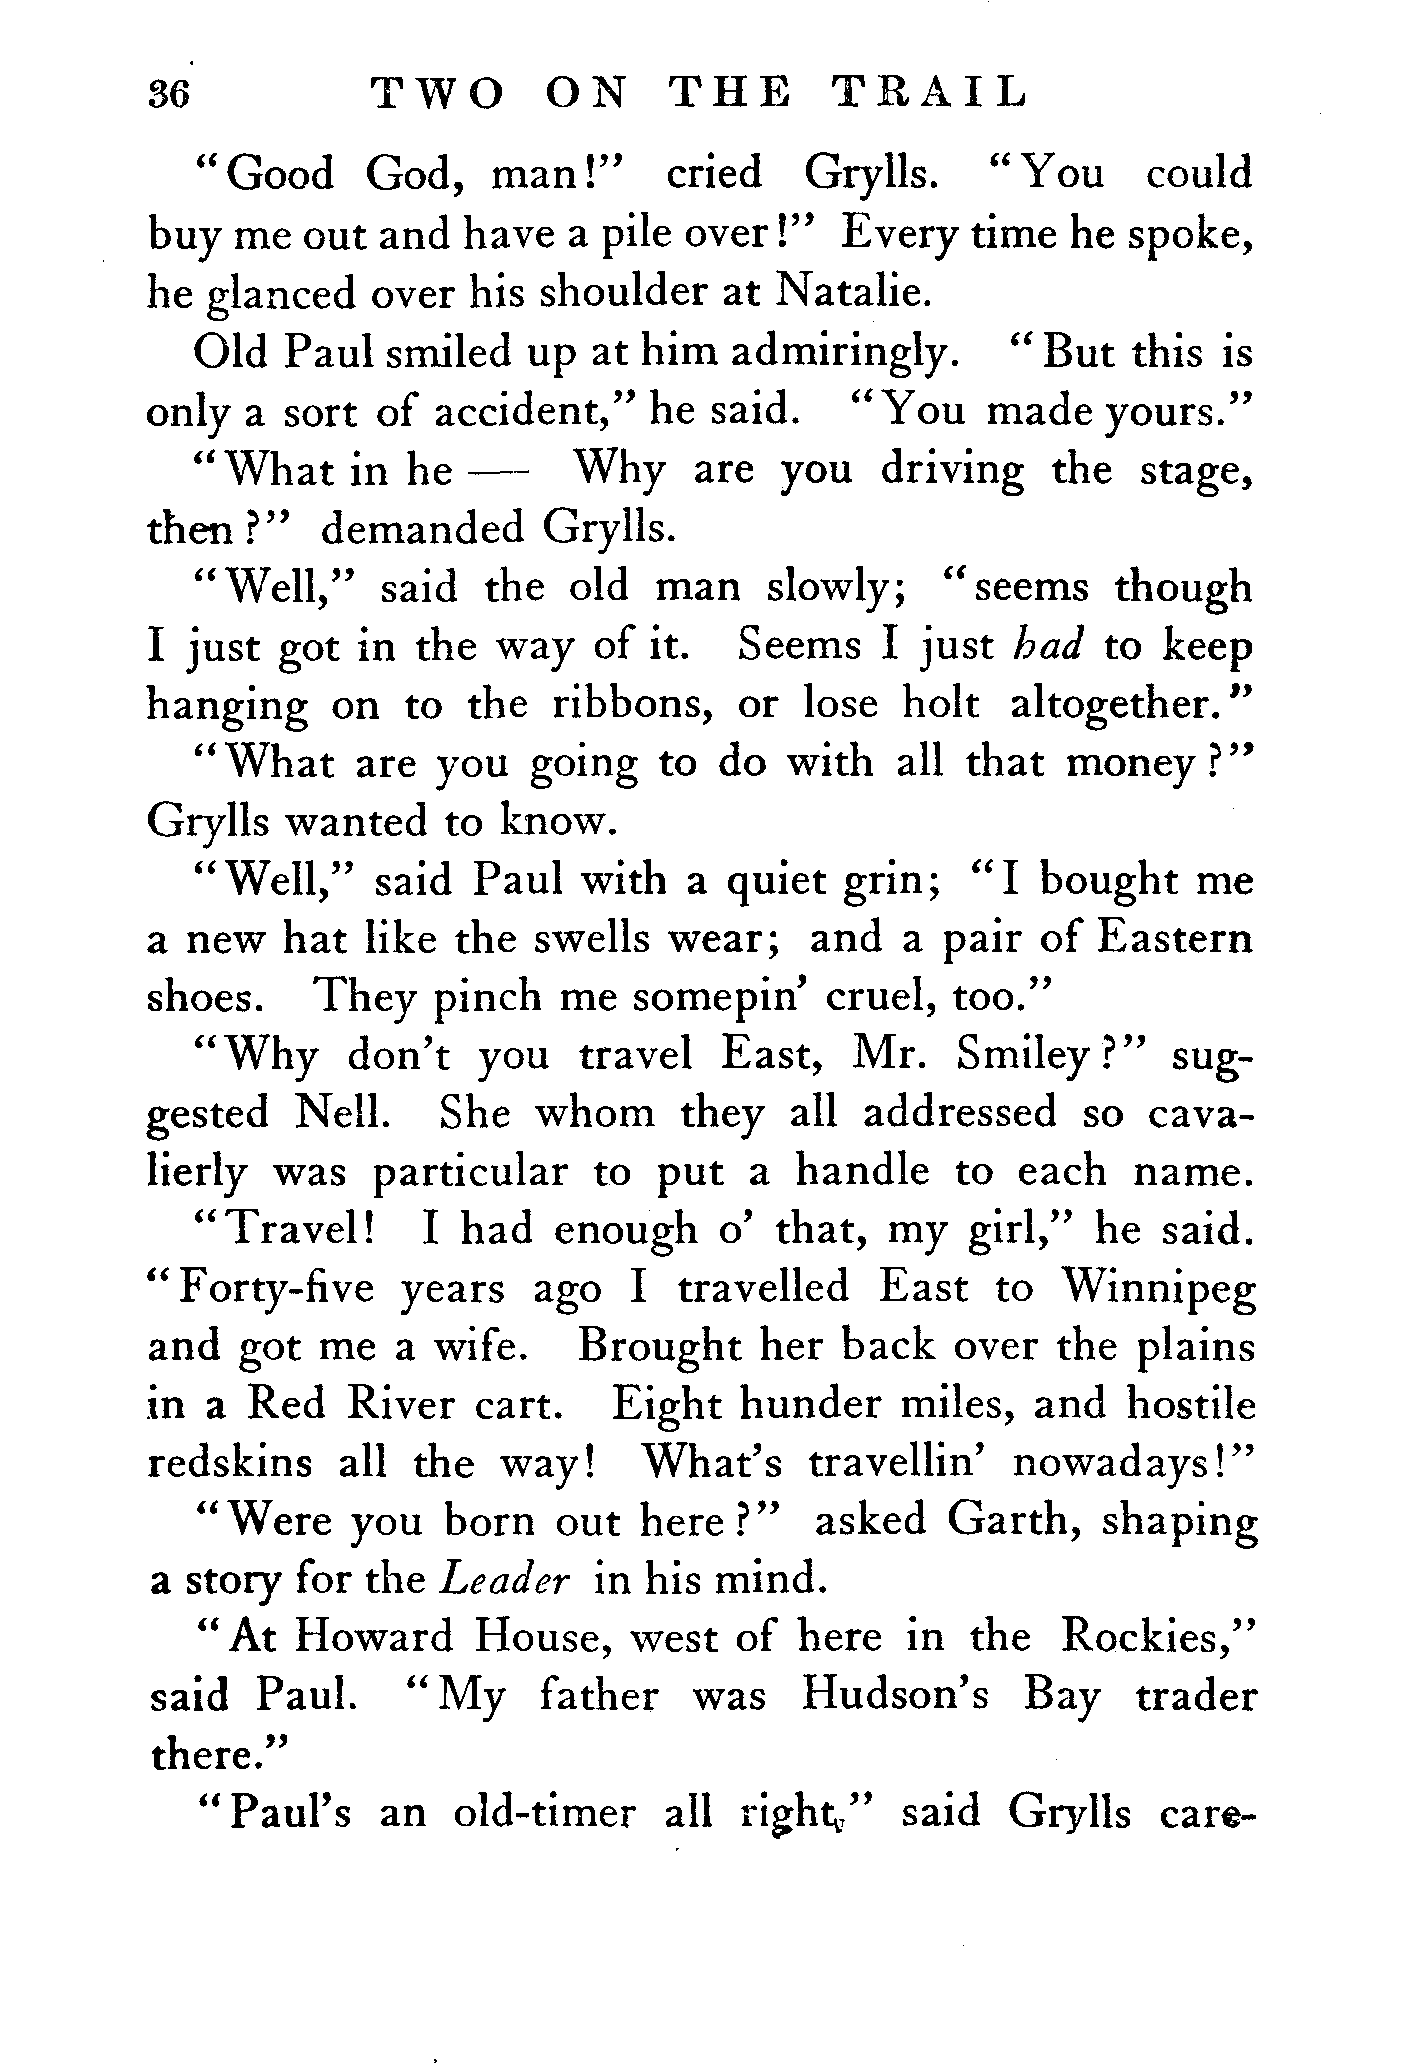 36 TWO ON THE TRAIL
"Good God, man!" cried Grylls. "You could
buy me out and have a pile over!" Every time he spoke,
he glanced over his shoulder at Natalie.
Old Paul smiled up at him admiringly. "But this is
only a sort of accident," he said. "You made yours."
"What in he — Why are you driving the stage,
then?" demanded Grylls.
"Well," said the old man slowly; "seems though
I just got in the way of it. Seems I just had to keep
hanging on to the ribbons, or lose holt altogether."
"What are you going to do with all that money?"
Grylls wanted to know.
"Well," said Paul with a quiet grin; "I bought me
a new hat like the swells wear; and a pair of Eastern
shoes. They pinch me somepin' cruel, too."
"Why don't you travel East, Mr. Smiley?" sug-
gested Nell. She whom they all addressed so cava-
lierly was particular to put a handle to each name.
"Travel! I had enough o' that, my girl," he said.
"Forty-five years ago I travelled East to Winnipeg
and got me a wife. Brought her back over the plains
in a Red River cart. Eight hunder miles, and hostile
redskins all the way! What's travellin' nowadays!"
"Were you born out here?" asked Garth, shaping
a story for the Leader in his mind.
"At Howard House, west of here in the Rockies,"
said Paul. "My father was Hudson's Bay trader
there."
"Paul's an old-timer all right," said Grylls care-